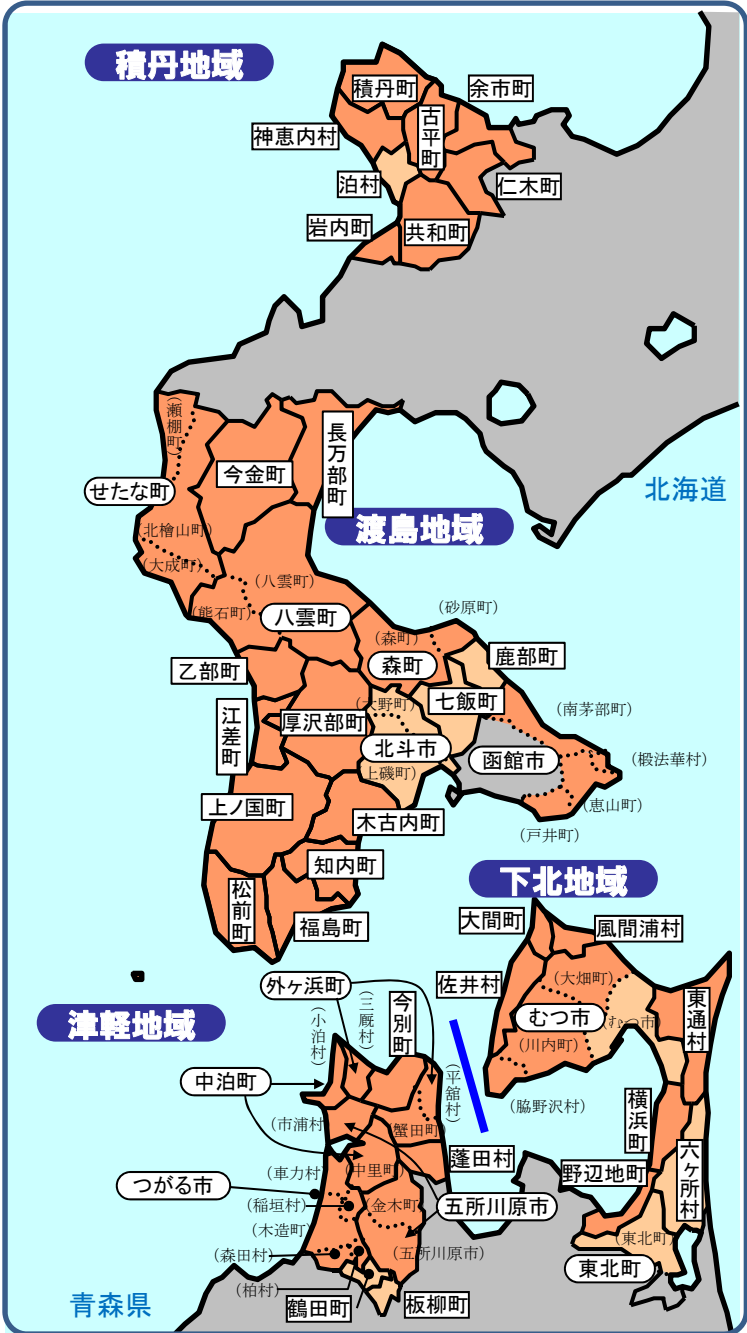 積丹地域
積丹町
余市町
古平町
神恵内村
泊村
仁木町
岩内町
共和町
北海道
渡島地域
(瀬棚町)
長万部町
今金町
せたな町
(北檜山町)
(大成町)
(八雲町)
(熊石町)
八雲町
(砂原町)
(森町)
森町
鹿部町
乙部町
七飯町
(大野町)
(南茅部町)
江差町
厚沢部町
北斗市
函館市
(上磯町)
(椴法華村)
(恵山町)
上ノ国町
木古内町
(戸井町)
知内町
松前町
福島町
下北地域
大間町
風間浦村
佐井村
(大畑町)
東通村
むつ市
(むつ市)
(川内町)
(脇野沢村)
横浜町
六ヶ所村
野辺地町
(東北町)
東北町
津軽地域
外ヶ浜町
(三厩村)
今別町
(小泊村)
中泊町
(平舘村)
(市浦村)
(蟹田町)
蓬田村
(車力村)
(中里町)
つがる市
(稲垣村)
(金木町)
五所川原市
(木造町)
(森田村)
(五所川原市)
(柏村)
鶴田町
板柳町
青森県